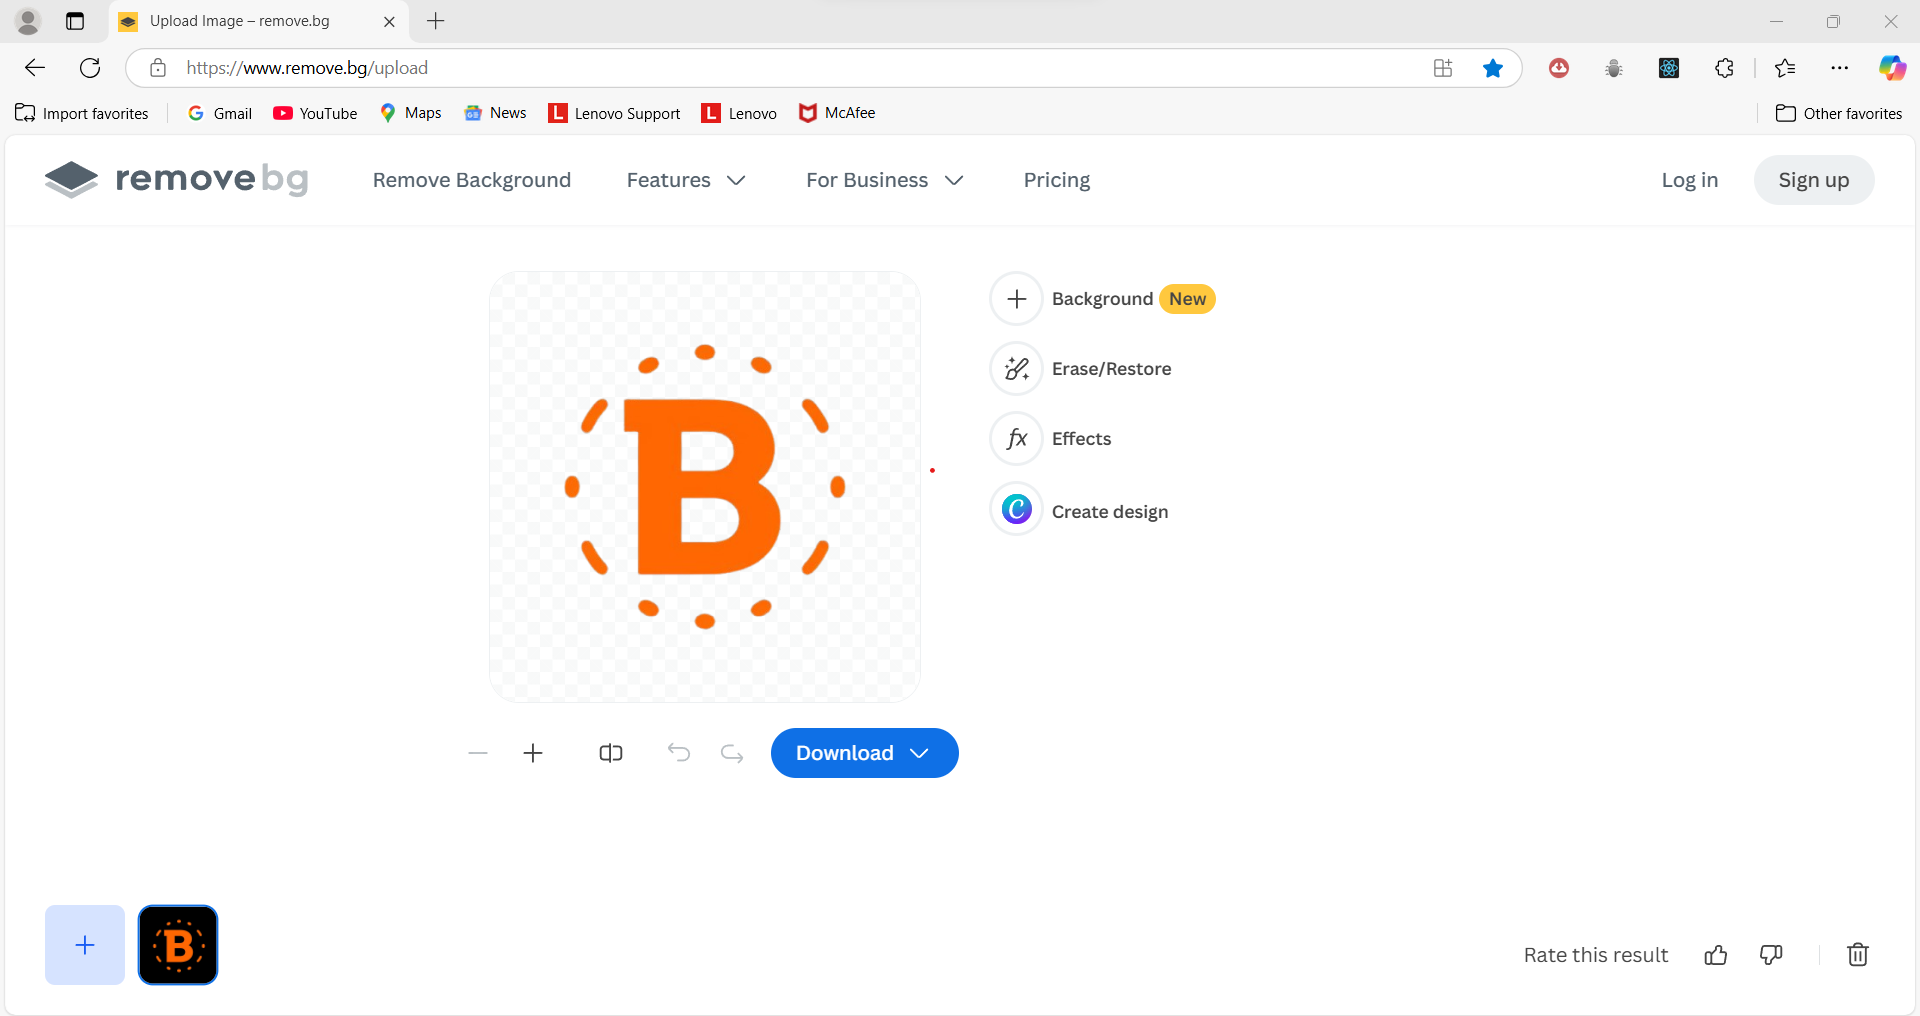 Upload Image – remove.bg
https://www.remove.bg/upload
Import favorites
Gmail
YouTube
Maps
News
L Lenovo Support
L Lenovo
McAfee
Other favorites
removebg
Remove Background
Features
For Business
Pricing
Log in
Sign up
Background New
Erase/Restore
fx Effects
C Create design
B
Download
B
Rate this result